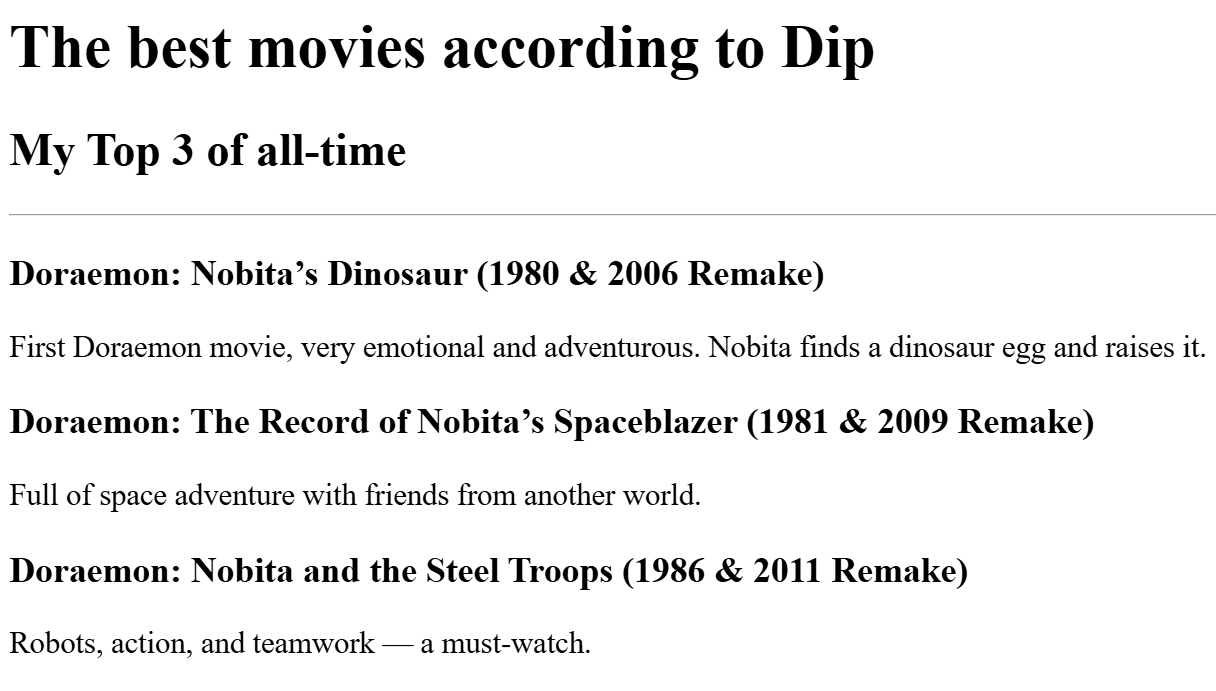 The best movies according to Dip
My Top 3 of all-time
Doraemon: Nobita’s Dinosaur (1980 & 2006 Remake)
First Doraemon movie, very emotional and adventurous. Nobita finds a dinosaur egg and raises it.
Doraemon: The Record of Nobita’s Spaceblazer (1981 & 2009 Remake)
Full of space adventure with friends from another world.
Doraemon: Nobita and the Steel Troops (1986 & 2011 Remake)
Robots, action, and teamwork — a must-watch.